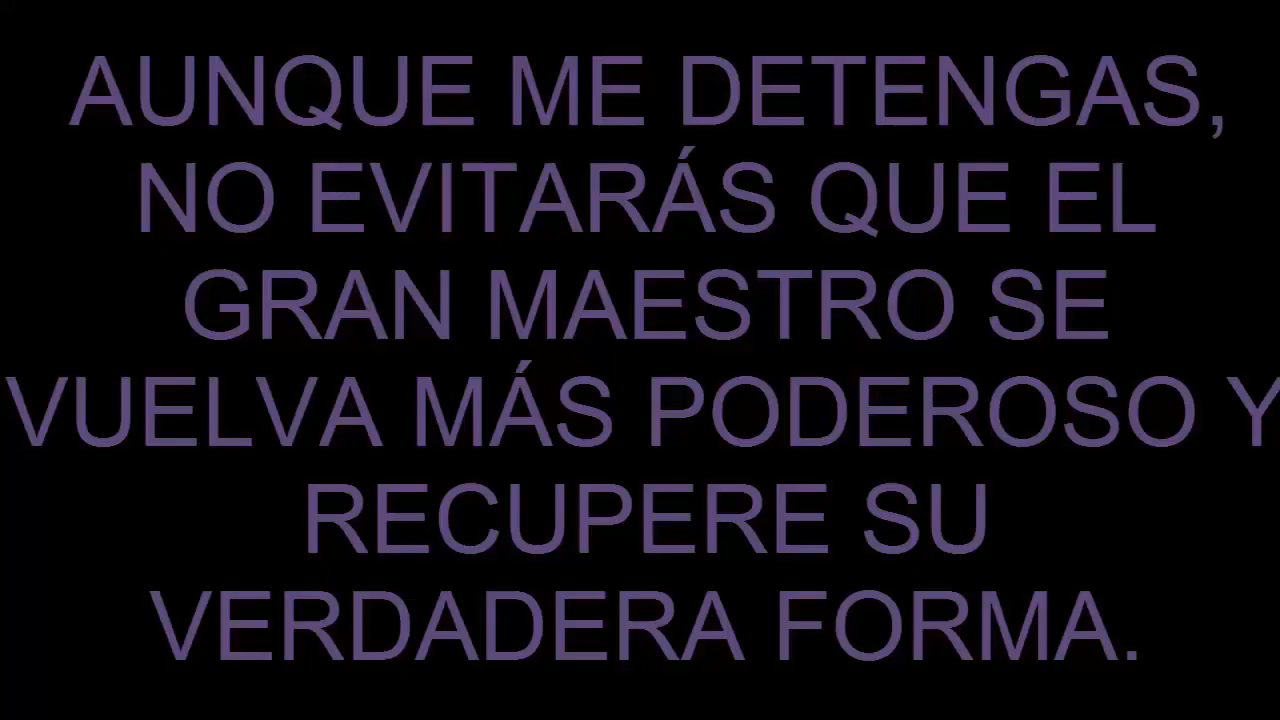 AUNQUE ME DETENGAS,
NO EVITARÁS QUE EL
GRAN MAESTRO SE
VUELVA MÁS PODEROSO Y
RECUPERE SU
VERDADERA FORMA.